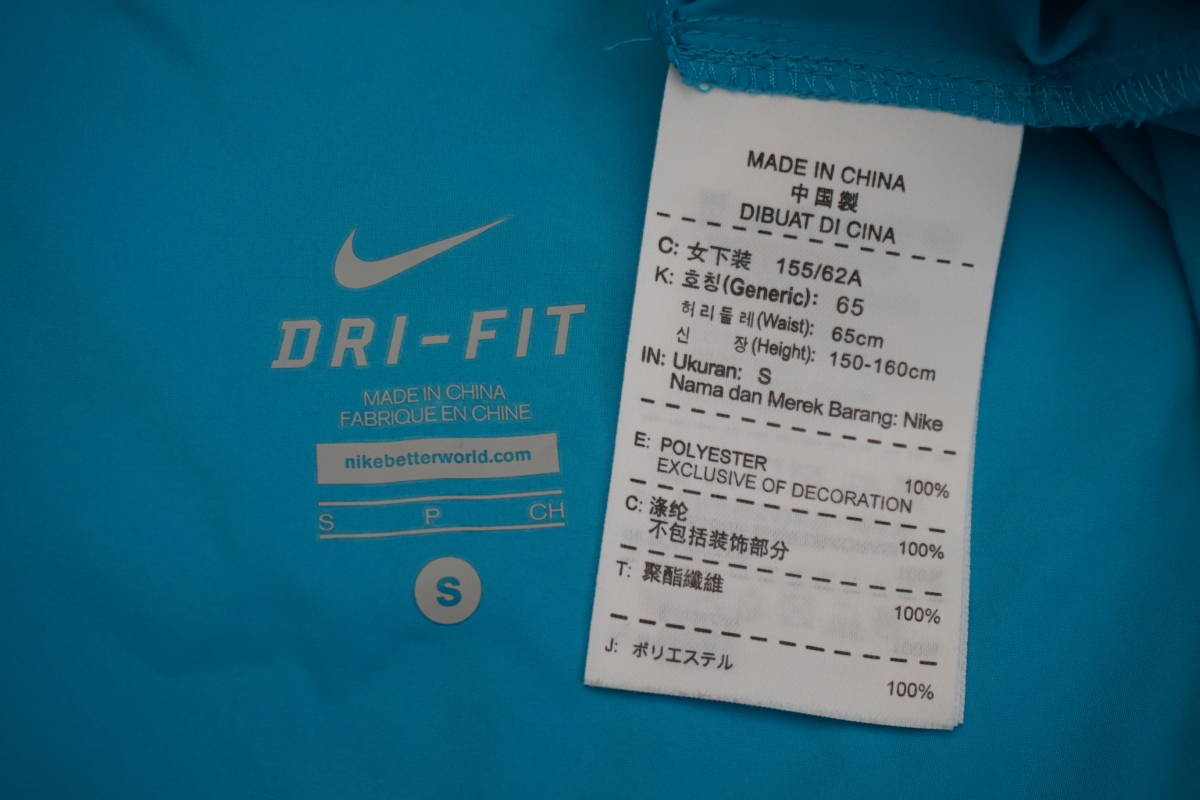 DRI-FIT
MADE IN CHINA
FABRIQUE EN CHINE
nikebetterworld.com
S P CH
S
MADE IN CHINA
中国製
DIBUAT DI CINA
C: 女下装 155/62A
K: 호칭(Generic): 65
허리둘레(Waist): 65cm
신 장(Height): 150-160cm
IN: Ukuran: S
Nama dan Merek Barang: Nike
E: POLYESTER 100%
EXCLUSIVE OF DECORATION
C: 涤纶 100%
不包括装饰部分
T: 聚酯纖維 100%
J: ポリエステル 100%